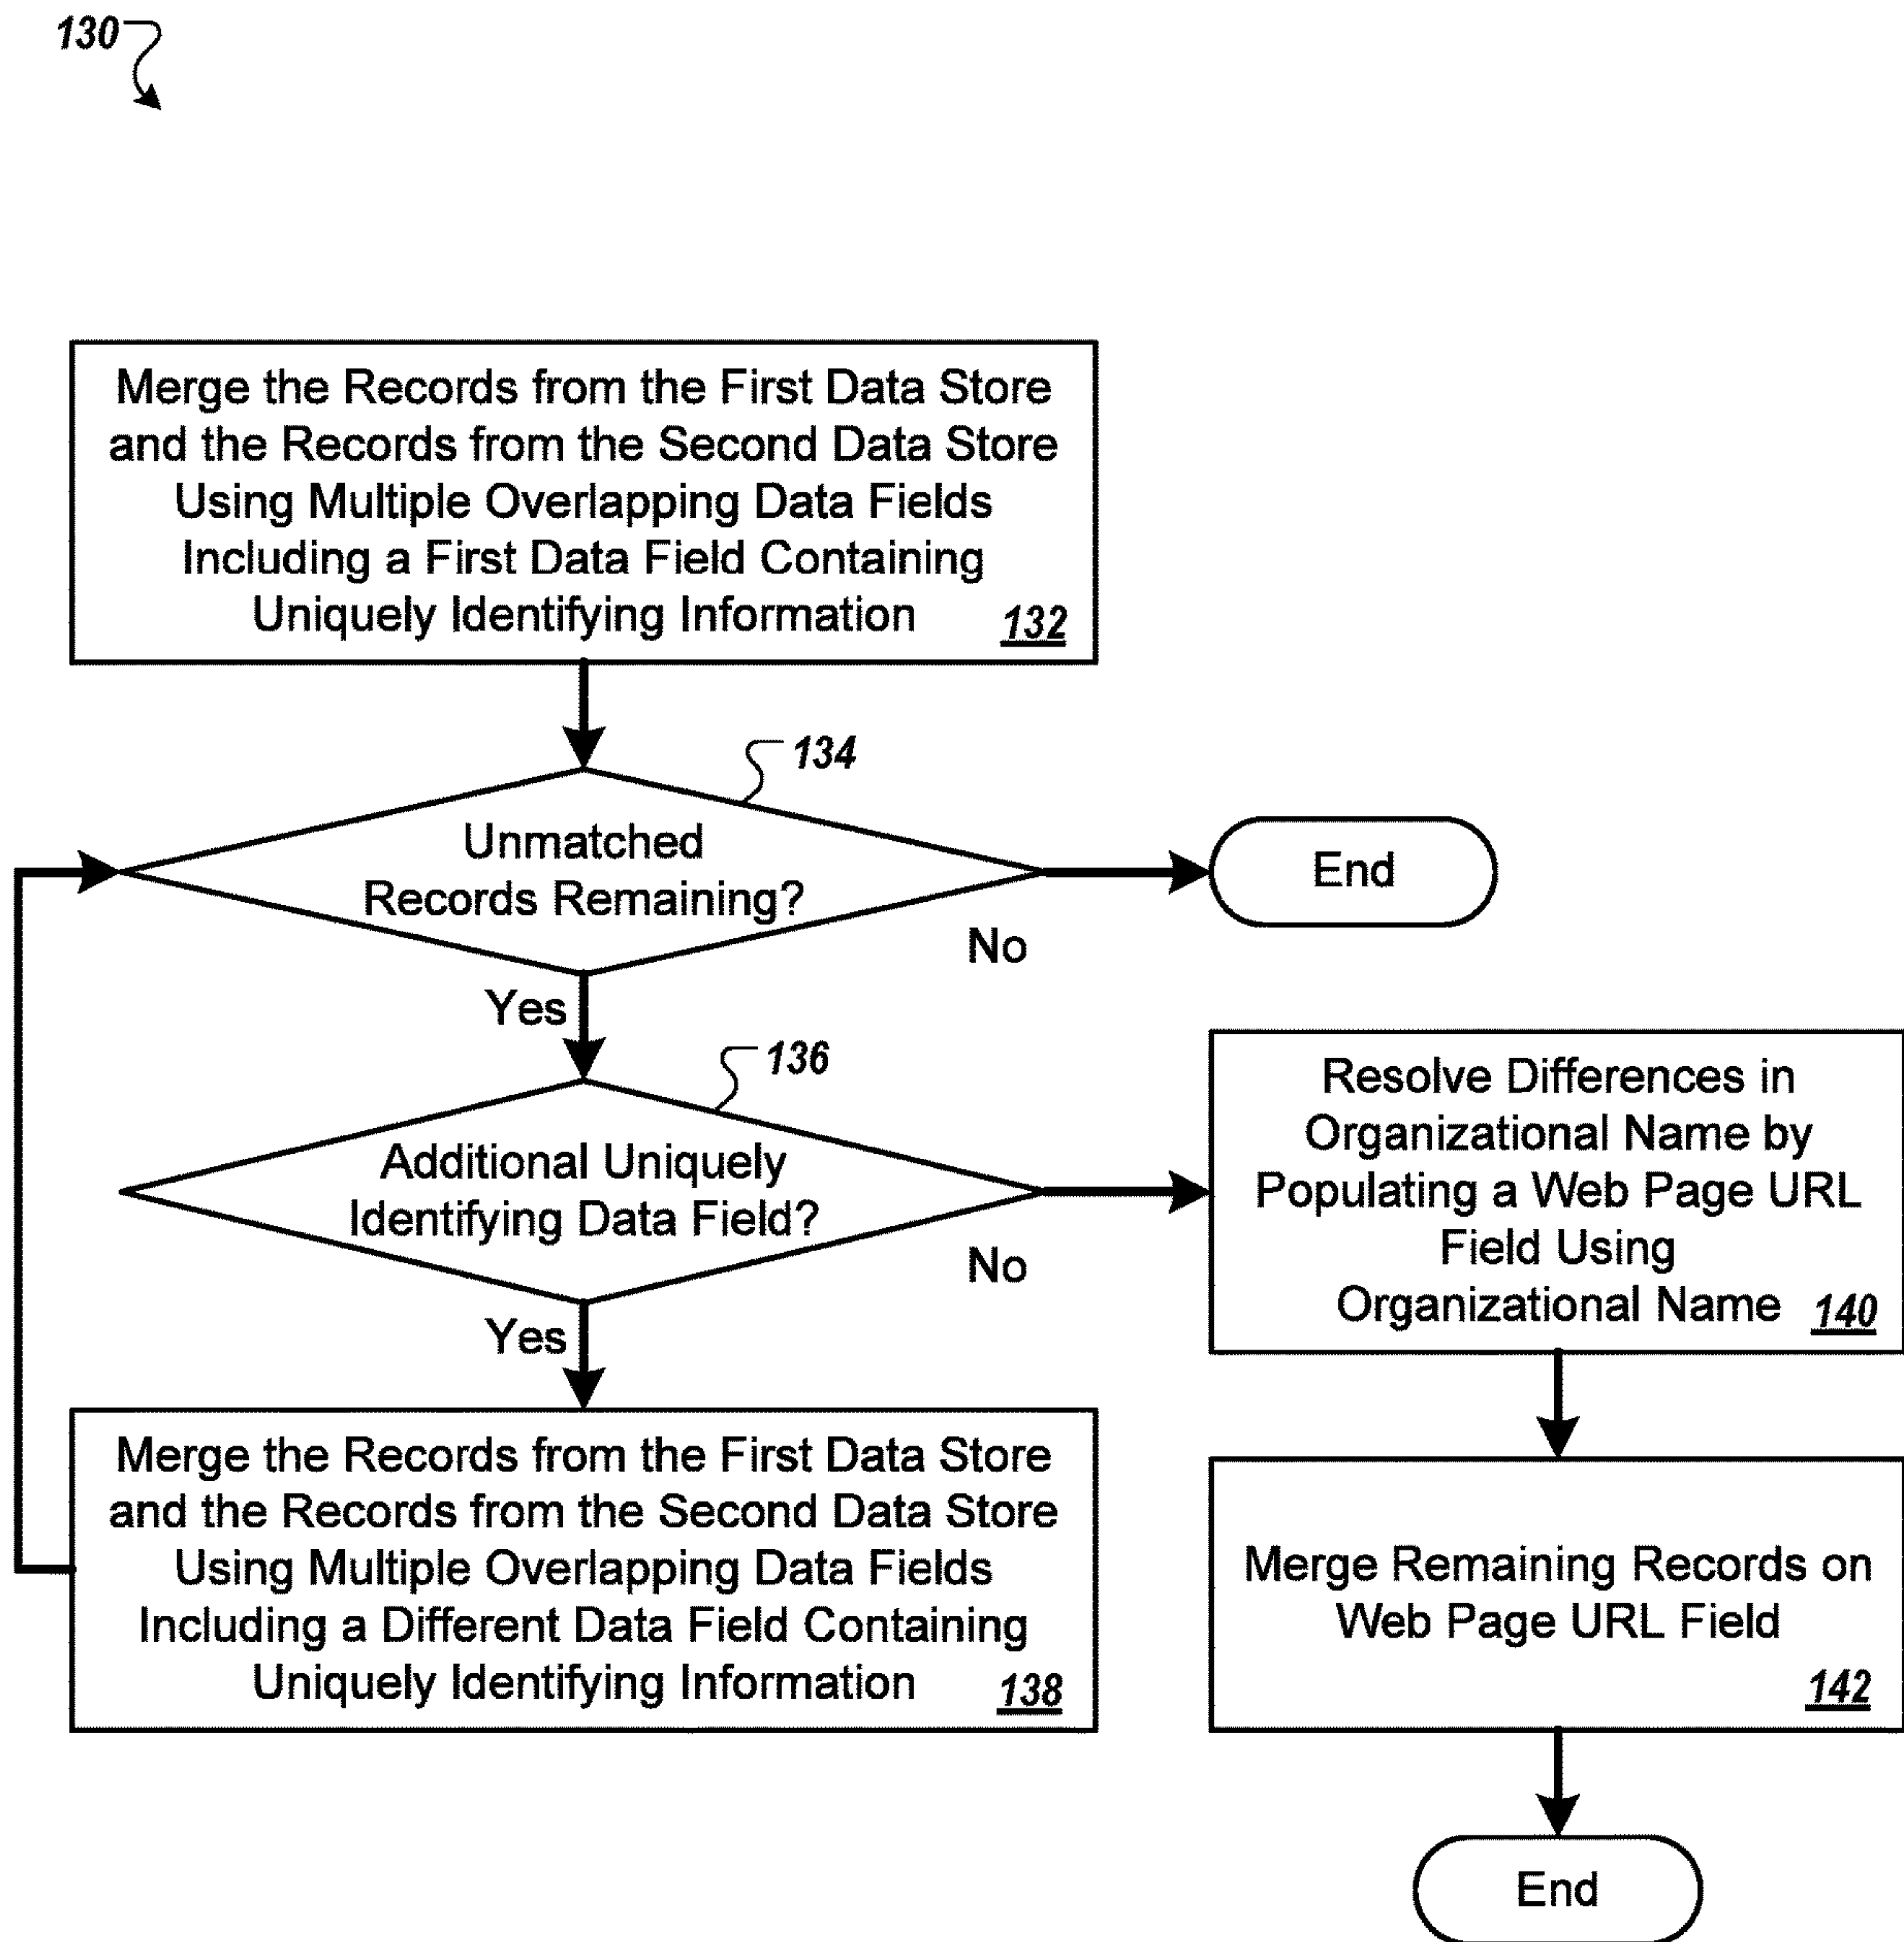 130
Merge the Records from the First Data Store
and the Records from the Second Data Store
Using Multiple Overlapping Data Fields
Including a First Data Field Containing
Uniquely Identifying Information 132
134
Unmatched
Records Remaining?
End
No
Yes
136
Additional Uniquely
Identifying Data Field?
No
Yes
Resolve Differences in
Organizational Name by
Populating a Web Page URL
Field Using
Organizational Name 140
Merge the Records from the First Data Store
and the Records from the Second Data Store
Using Multiple Overlapping Data Fields
Including a Different Data Field Containing
Uniquely Identifying Information 138
Merge Remaining Records on
Web Page URL Field
142
End